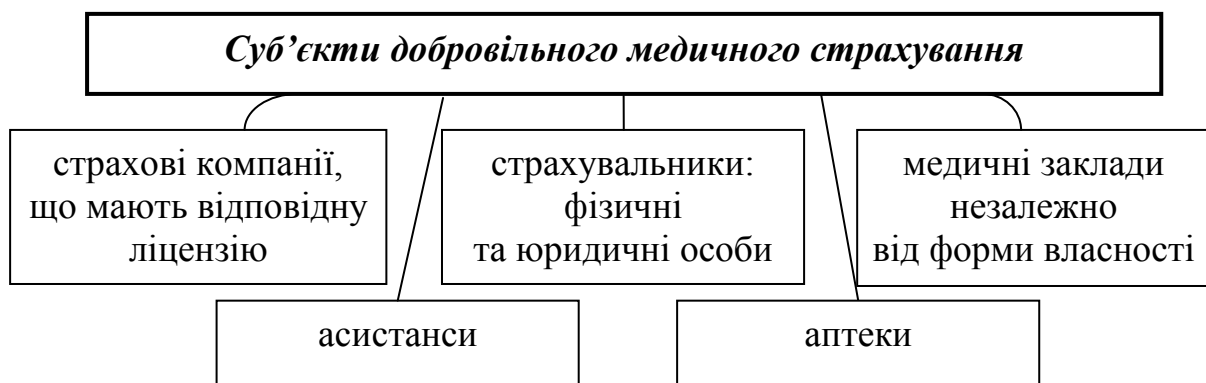 Суб’єкти добровільного медичного страхування
страхові компанії,
що мають відповідну
ліцензію
страхувальники:
фізичні
та юридичні особи
медичні заклади
незалежно
від форми власності
асистанси
аптеки